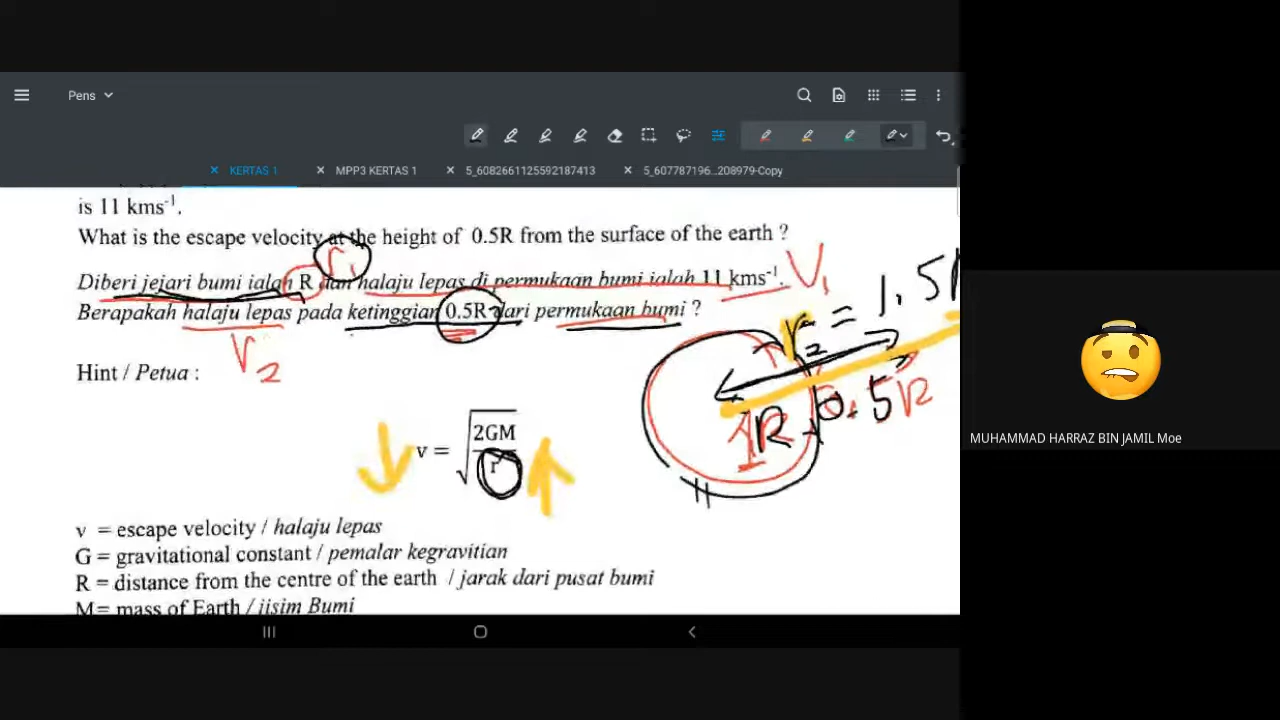 Pens
KERTAS 1
MPP3 KERTAS 1
5_6082661125592187413
5_607787196...208979-Copy
is 11 kms⁻¹.
What is the escape velocity at the height of 0.5R from the surface of the earth ?
r₁
Diberi jejari bumi ialah R dan halaju lepas di permukaan bumi ialah 11 kms⁻¹. V₁
Berapakah halaju lepas pada ketinggian 0.5R dari permukaan bumi ?
V₂
r₂ = 1.5R
Hint / Petua :
R 0.5R
v = √(2GM/r)
v = escape velocity / halaju lepas
G = gravitational constant / pemalar kegravitian
R = distance from the centre of the earth / jarak dari pusat bumi
M= mass of Earth / jisim Bumi
MUHAMMAD HARRAZ BIN JAMIL Moe